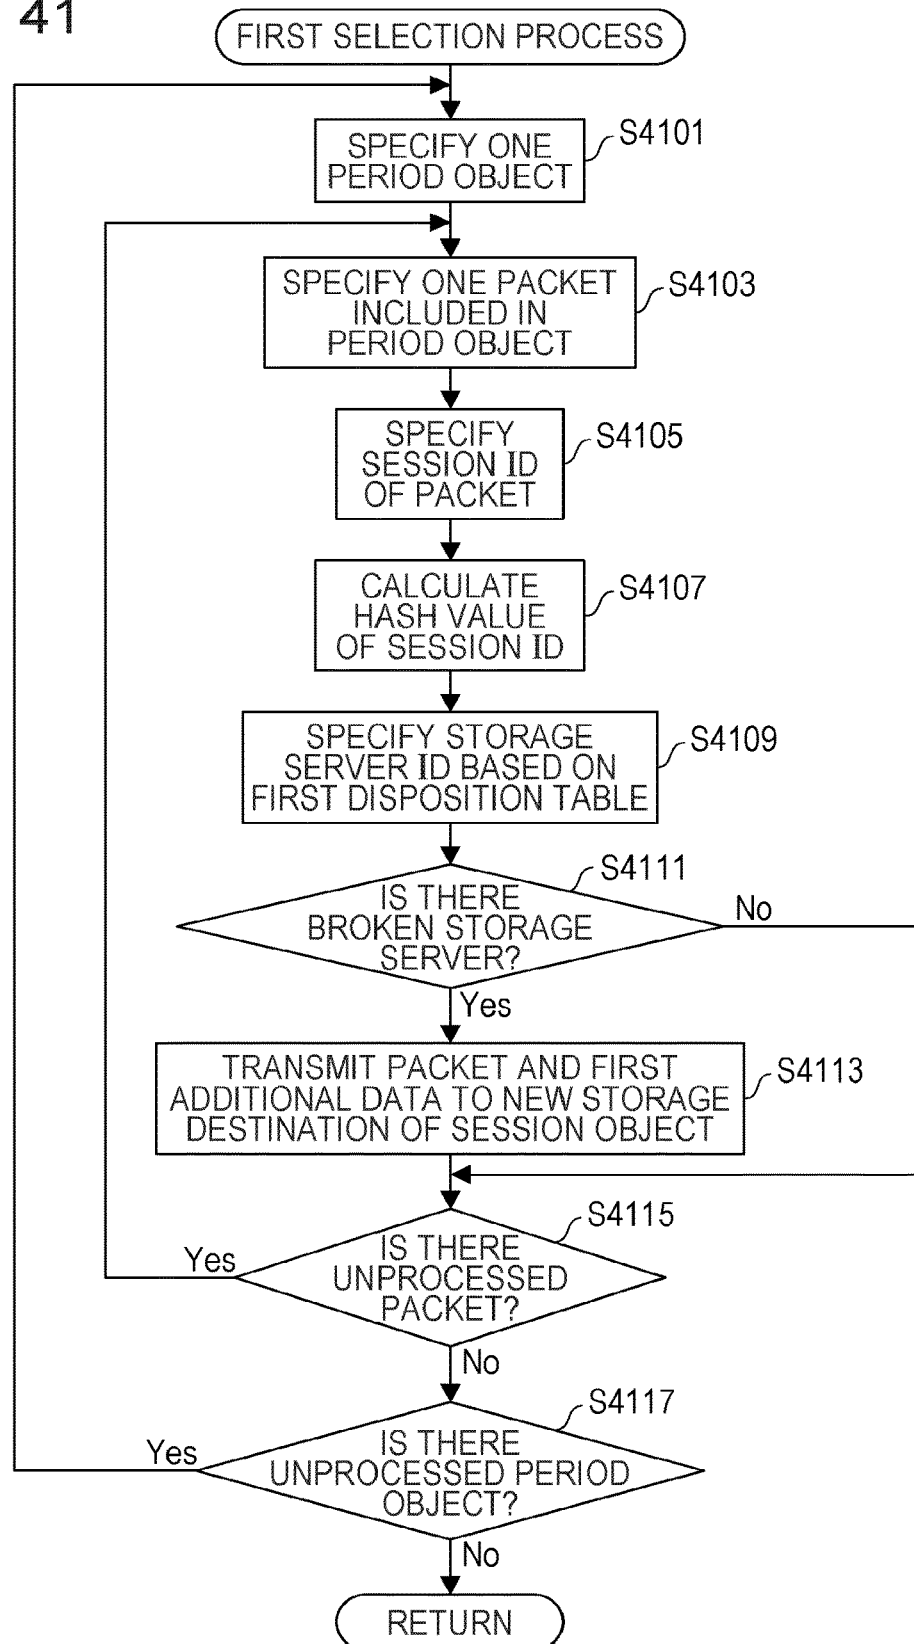 41
FIRST SELECTION PROCESS
S4101
SPECIFY ONE
PERIOD OBJECT
S4103
SPECIFY ONE PACKET
INCLUDED IN
PERIOD OBJECT
S4105
SPECIFY
SESSION ID
OF PACKET
S4107
CALCULATE
HASH VALUE
OF SESSION ID
S4109
SPECIFY STORAGE
SERVER ID BASED ON
FIRST DISPOSITION TABLE
S4111
IS THERE
BROKEN STORAGE
SERVER?
No
Yes
S4113
TRANSMIT PACKET AND FIRST
ADDITIONAL DATA TO NEW STORAGE
DESTINATION OF SESSION OBJECT
S4115
IS THERE
UNPROCESSED
PACKET?
Yes
No
S4117
IS THERE
UNPROCESSED PERIOD
OBJECT?
Yes
No
RETURN